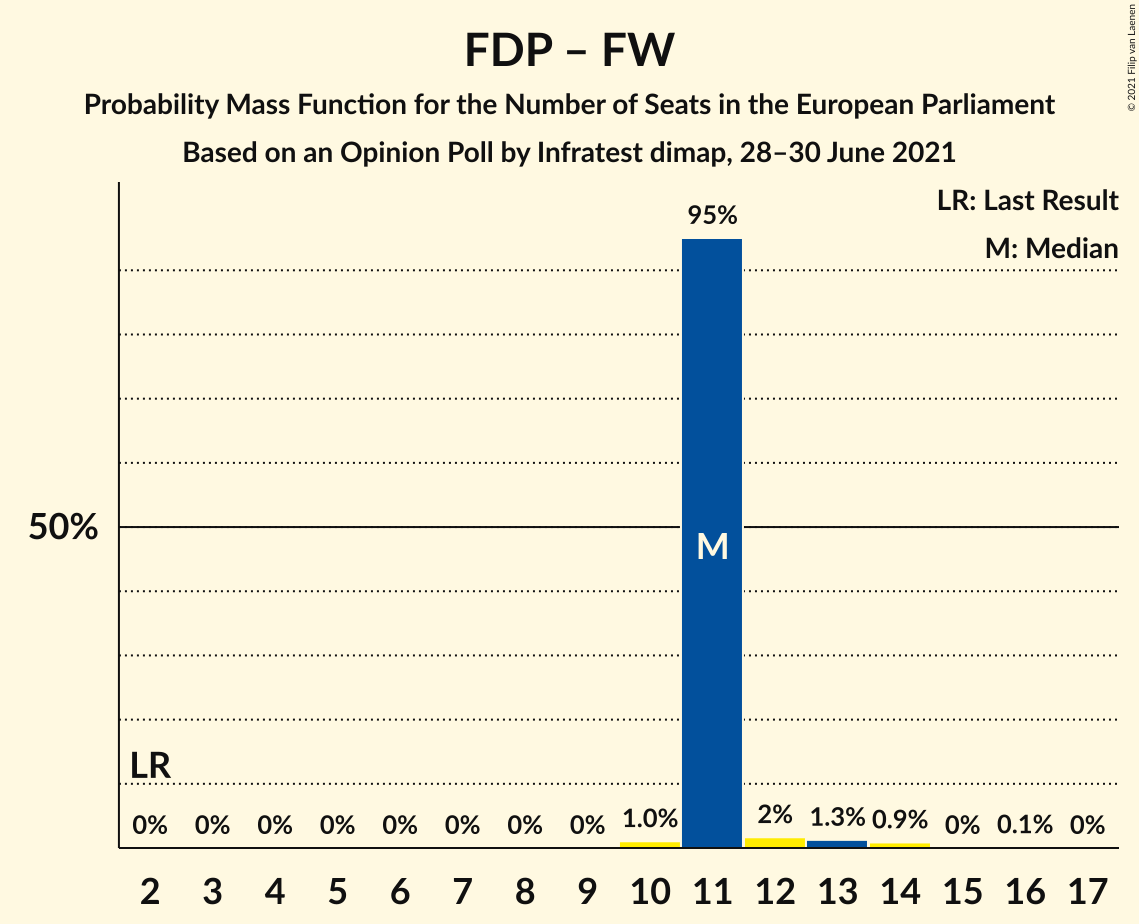 FDP – FW
Probability Mass Function for the Number of Seats in the European Parliament
Based on an Opinion Poll by Infratest dimap, 28–30 June 2021
© 2021 Filip van Laenen
LR: Last Result
M: Median
95%
50%
M
LR
0% 0% 0% 0% 0% 0% 0% 0% 1.0% 2% 1.3% 0.9% 0% 0.1% 0%
2 3 4 5 6 7 8 9 10 11 12 13 14 15 16 17